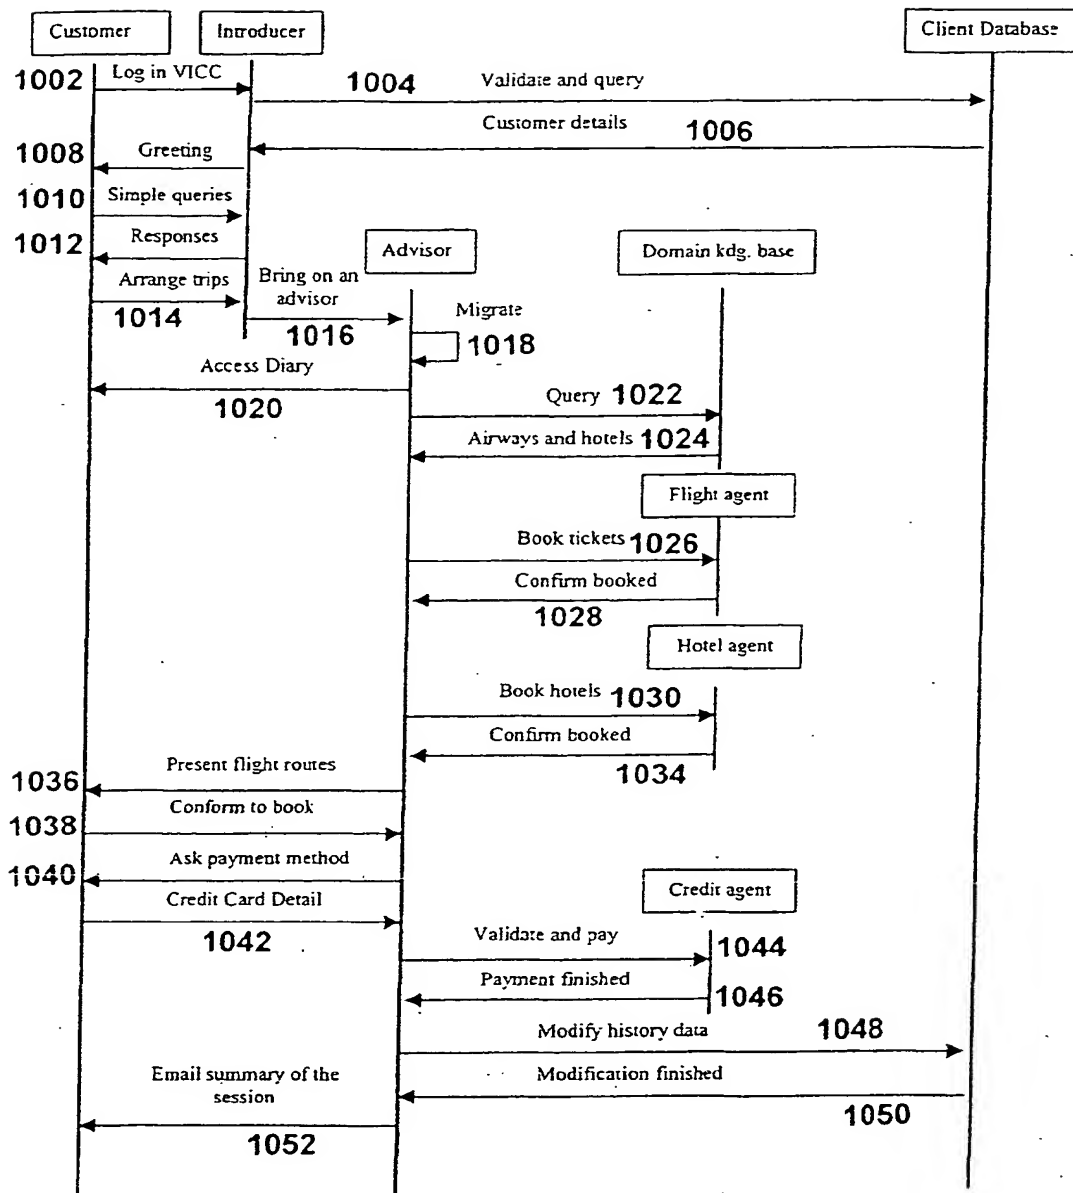 Customer
Introducer
Client Database
Log in VICC
1002
1004
Validate and query
Customer details
1006
1008
Greeting
1010
Simple queries
1012
Responses
Advisor
Domain kdg. base
Arrange trips
1014
Bring on an
advisor
1016
Migrate
1018
Access Diary
1020
Query
1022
Airways and hotels
1024
Flight agent
Book tickets
1026
Confirm booked
1028
Hotel agent
Book hotels
1030
Confirm booked
1034
1036
Present flight routes
1038
Conform to book
1040
Ask payment method
Credit agent
Credit Card Detail
1042
Validate and pay
1044
Payment finished
1046
Modify history data
1048
Email summary of the
session
Modification finished
1050
1052